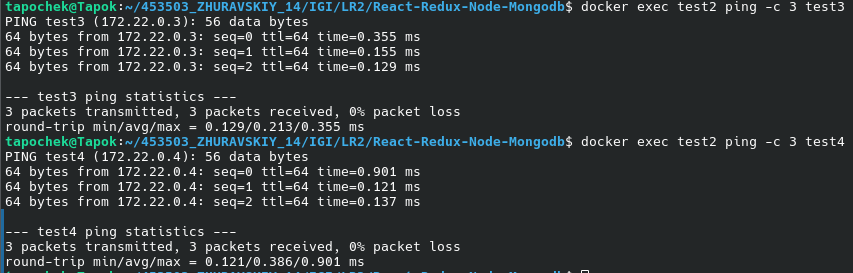 tapochek@Tapok:~/453503_ZHURAVSKIY_14/IGI/LR2/React-Redux-Node-Mongodb$ docker exec test2 ping -c 3 test3
PING test3 (172.22.0.3): 56 data bytes
64 bytes from 172.22.0.3: seq=0 ttl=64 time=0.355 ms
64 bytes from 172.22.0.3: seq=1 ttl=64 time=0.155 ms
64 bytes from 172.22.0.3: seq=2 ttl=64 time=0.129 ms

--- test3 ping statistics ---
3 packets transmitted, 3 packets received, 0% packet loss
round-trip min/avg/max = 0.129/0.213/0.355 ms
tapochek@Tapok:~/453503_ZHURAVSKIY_14/IGI/LR2/React-Redux-Node-Mongodb$ docker exec test2 ping -c 3 test4
PING test4 (172.22.0.4): 56 data bytes
64 bytes from 172.22.0.4: seq=0 ttl=64 time=0.901 ms
64 bytes from 172.22.0.4: seq=1 ttl=64 time=0.121 ms
64 bytes from 172.22.0.4: seq=2 ttl=64 time=0.137 ms

--- test4 ping statistics ---
3 packets transmitted, 3 packets received, 0% packet loss
round-trip min/avg/max = 0.121/0.386/0.901 ms